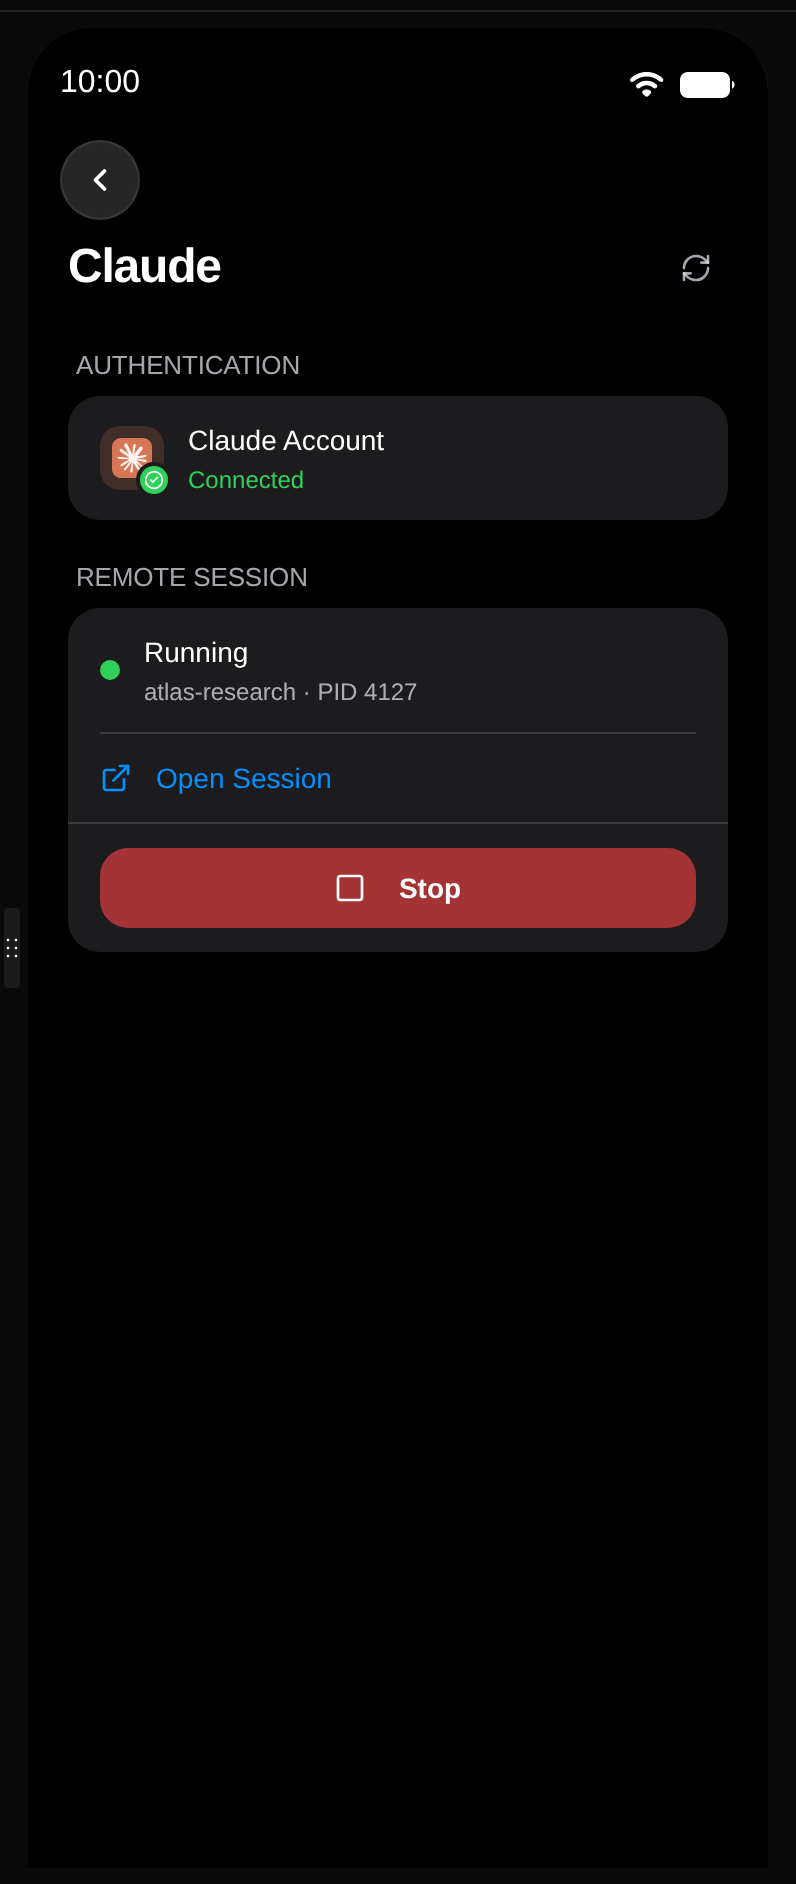 10:00
Claude
AUTHENTICATION
Claude Account
Connected
REMOTE SESSION
Running
atlas-research · PID 4127
Open Session
Stop